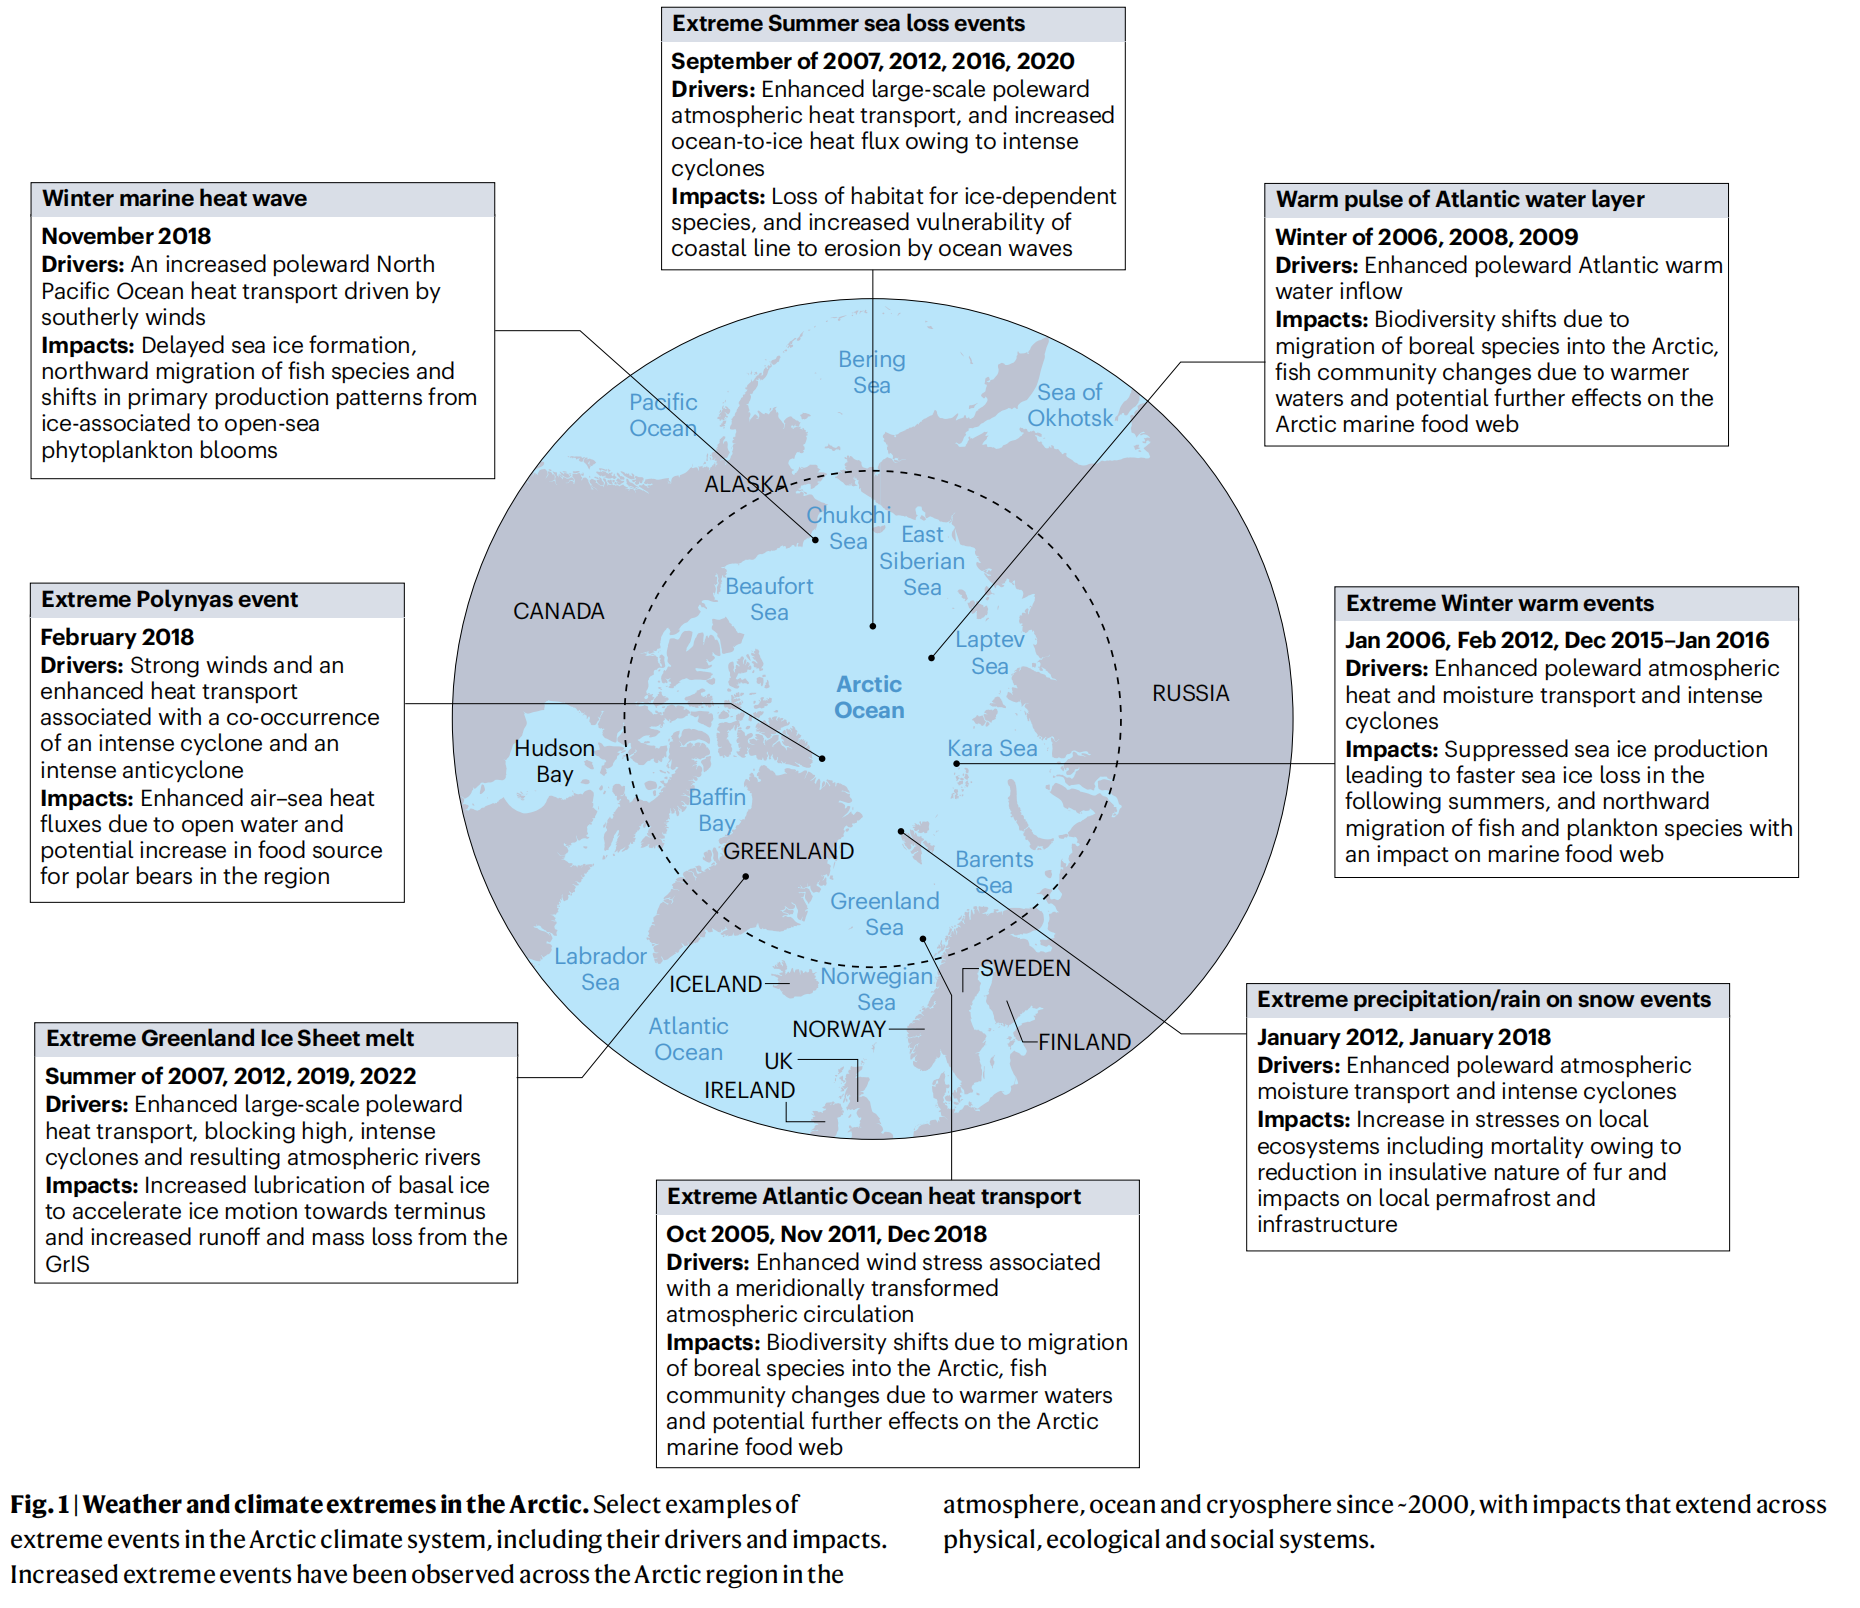 Extreme Summer sea loss events
September of 2007, 2012, 2016, 2020
Drivers: Enhanced large-scale poleward
atmospheric heat transport, and increased
ocean-to-ice heat flux owing to intense
cyclones
Impacts: Loss of habitat for ice-dependent
species, and increased vulnerability of
coastal line to erosion by ocean waves
Winter marine heat wave
November 2018
Drivers: An increased poleward North
Pacific Ocean heat transport driven by
southerly winds
Impacts: Delayed sea ice formation,
northward migration of fish species and
shifts in primary production patterns from
ice-associated to open-sea
phytoplankton blooms
Warm pulse of Atlantic water layer
Winter of 2006, 2008, 2009
Drivers: Enhanced poleward Atlantic warm
water inflow
Impacts: Biodiversity shifts due to
migration of boreal species into the Arctic,
fish community changes due to warmer
waters and potential further effects on the
Arctic marine food web
Extreme Polynyas event
February 2018
Drivers: Strong winds and an
enhanced heat transport
associated with a co-occurrence
of an intense cyclone and an
intense anticyclone
Impacts: Enhanced air–sea heat
fluxes due to open water and
potential increase in food source
for polar bears in the region
Bering
Sea
Pacific
Ocean
Sea of
Okhotsk
ALASKA
Chukchi
Sea
East
Siberian
Sea
Beaufort
Sea
CANADA
Laptev
Sea
Arctic
Ocean
RUSSIA
Hudson
Bay
Kara Sea
Baffin
Bay
GREENLAND
Barents
Sea
Greenland
Sea
Labrador
Sea
ICELAND
Norwegian
Sea
SWEDEN
Atlantic
Ocean
NORWAY
FINLAND
UK
IRELAND
Extreme Winter warm events
Jan 2006, Feb 2012, Dec 2015–Jan 2016
Drivers: Enhanced poleward atmospheric
heat and moisture transport and intense
cyclones
Impacts: Suppressed sea ice production
leading to faster sea ice loss in the
following summers, and northward
migration of fish and plankton species with
an impact on marine food web
Extreme Greenland Ice Sheet melt
Summer of 2007, 2012, 2019, 2022
Drivers: Enhanced large-scale poleward
heat transport, blocking high, intense
cyclones and resulting atmospheric rivers
Impacts: Increased lubrication of basal ice
to accelerate ice motion towards terminus
and increased runoff and mass loss from the
GrIS
Extreme precipitation/rain on snow events
January 2012, January 2018
Drivers: Enhanced poleward atmospheric
moisture transport and intense cyclones
Impacts: Increase in stresses on local
ecosystems including mortality owing to
reduction in insulative nature of fur and
impacts on local permafrost and
infrastructure
Extreme Atlantic Ocean heat transport
Oct 2005, Nov 2011, Dec 2018
Drivers: Enhanced wind stress associated
with a meridionally transformed
atmospheric circulation
Impacts: Biodiversity shifts due to migration
of boreal species into the Arctic, fish
community changes due to warmer waters
and potential further effects on the Arctic
marine food web
Fig. 1 | Weather and climate extremes in the Arctic. Select examples of
extreme events in the Arctic climate system, including their drivers and impacts.
Increased extreme events have been observed across the Arctic region in the
atmosphere, ocean and cryosphere since ~2000, with impacts that extend across
physical, ecological and social systems.